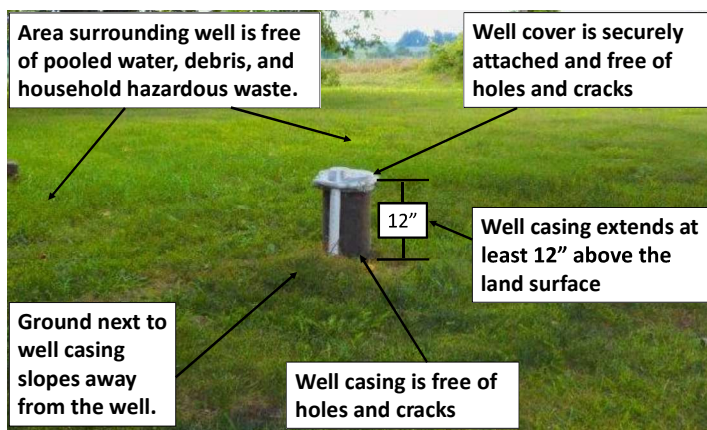 Area surrounding well is free
of pooled water, debris, and
household hazardous waste.
Well cover is securely
attached and free of
holes and cracks
12”
Well casing extends at
least 12” above the
land surface
Ground next to
well casing
slopes away
from the well.
Well casing is free of
holes and cracks